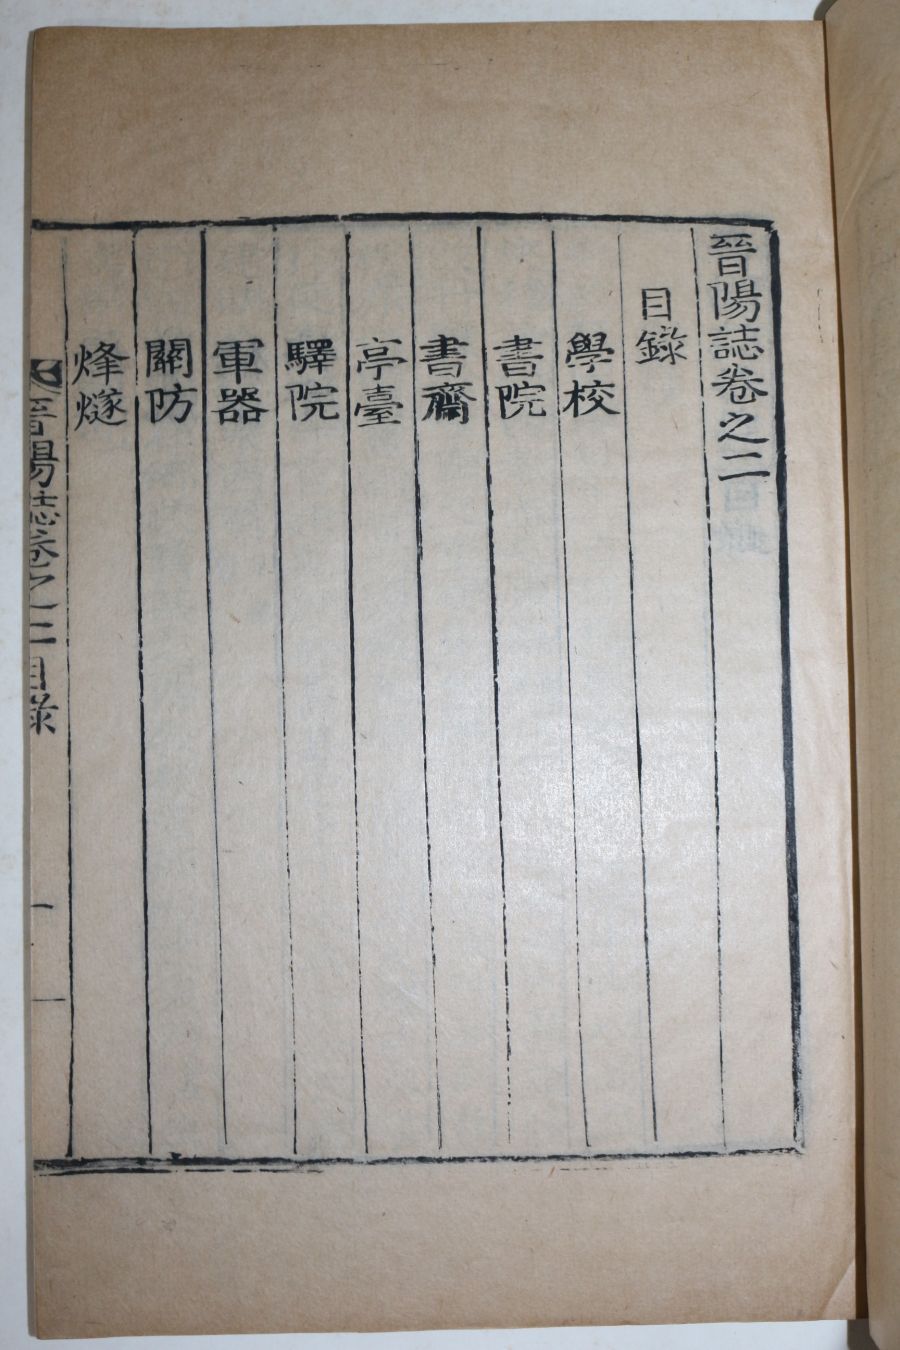 晉陽誌卷之二
目錄
學校
書院
書齋
亭臺
驛院
軍器
關防
烽燧
晉陽誌卷之二 目錄 一